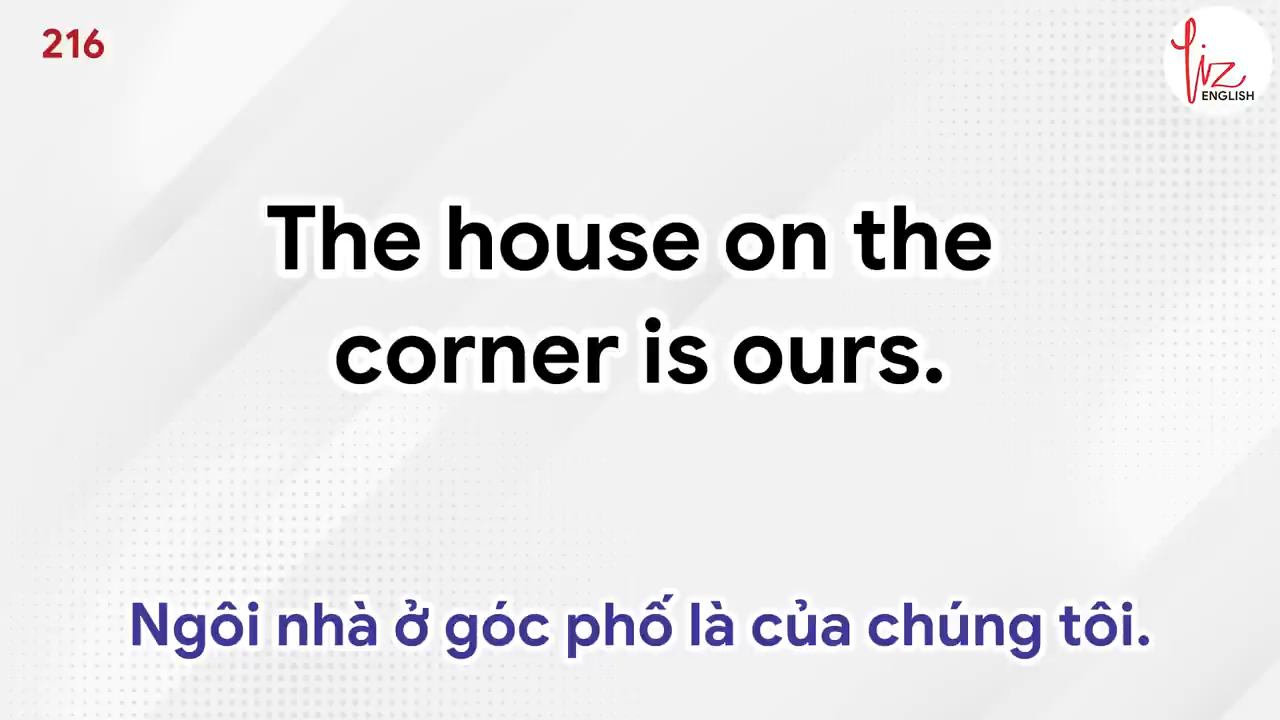 216
liz
ENGLISH
The house on the
corner is ours.
Ngôi nhà ở góc phố là của chúng tôi.